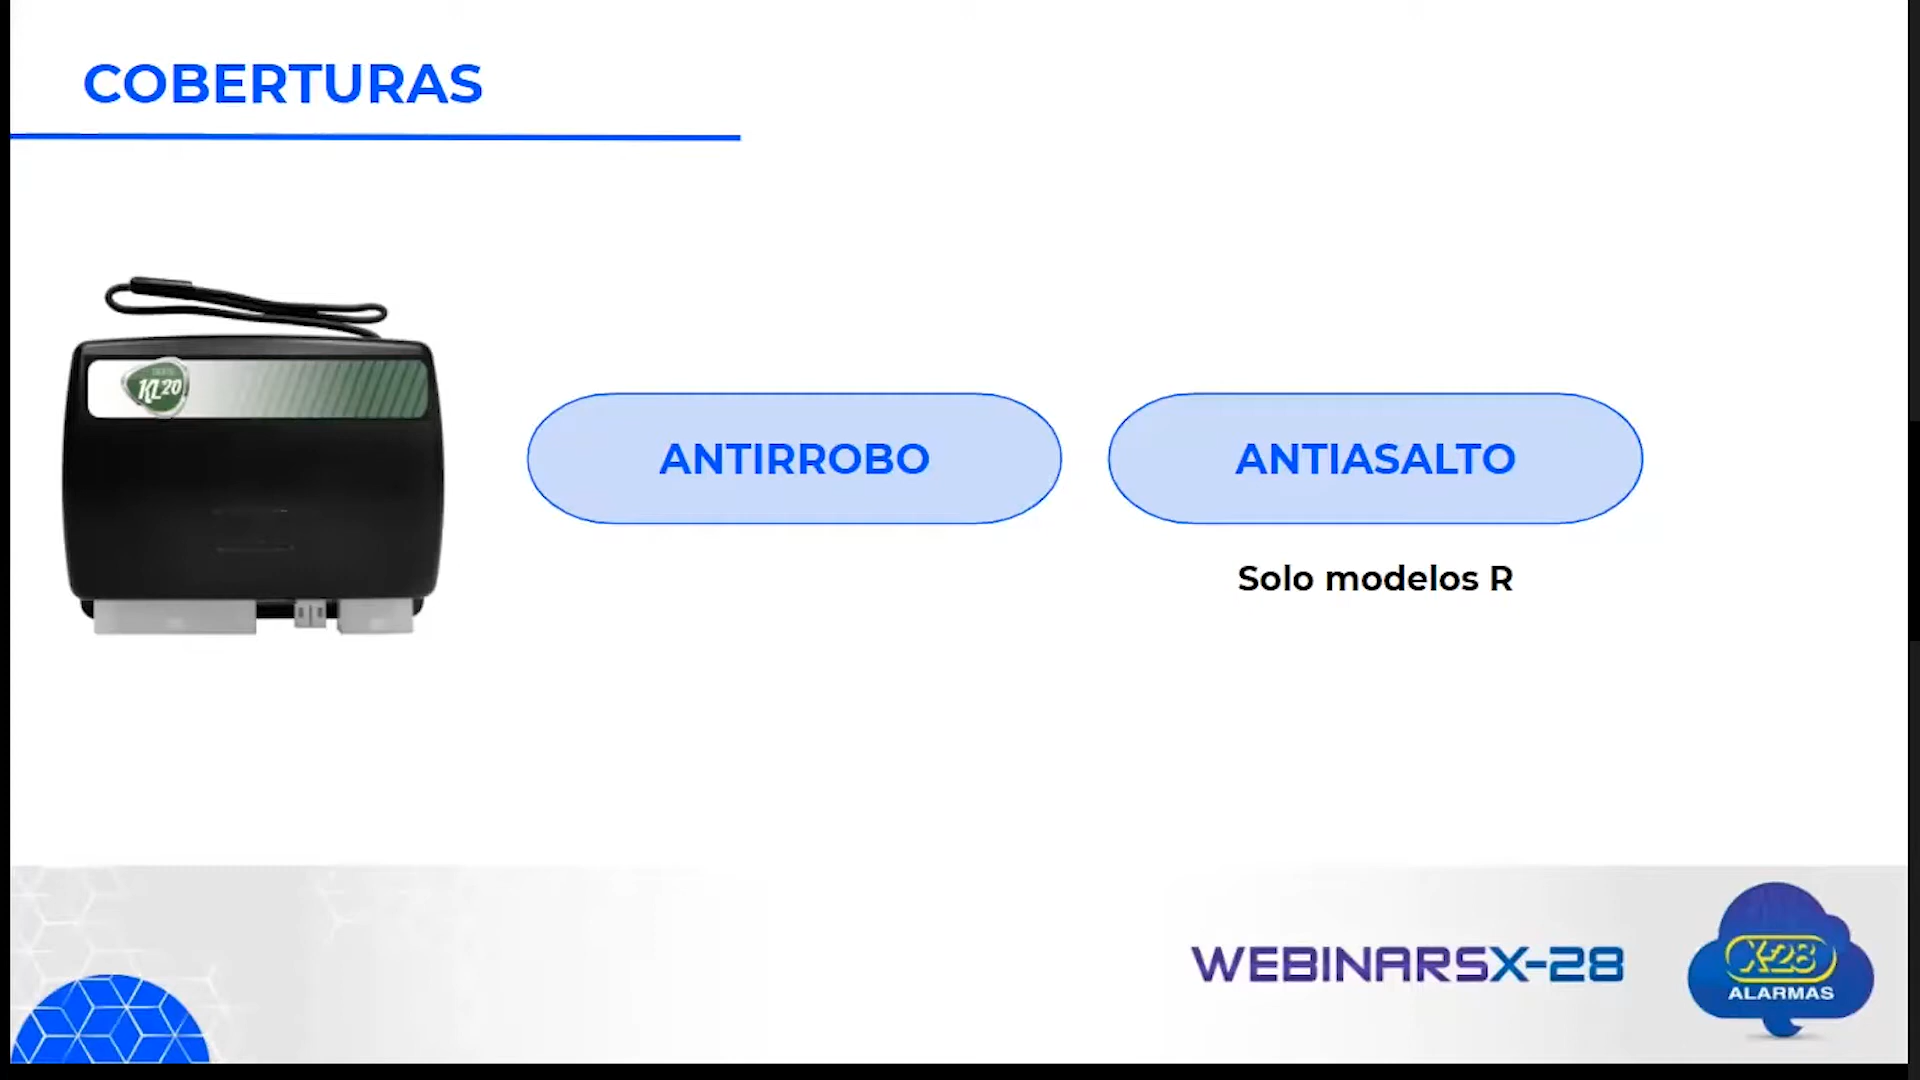 COBERTURAS
KL20
ANTIRROBO
ANTIASALTO
Solo modelos R
WEBINARSX-28
X-28
ALARMAS